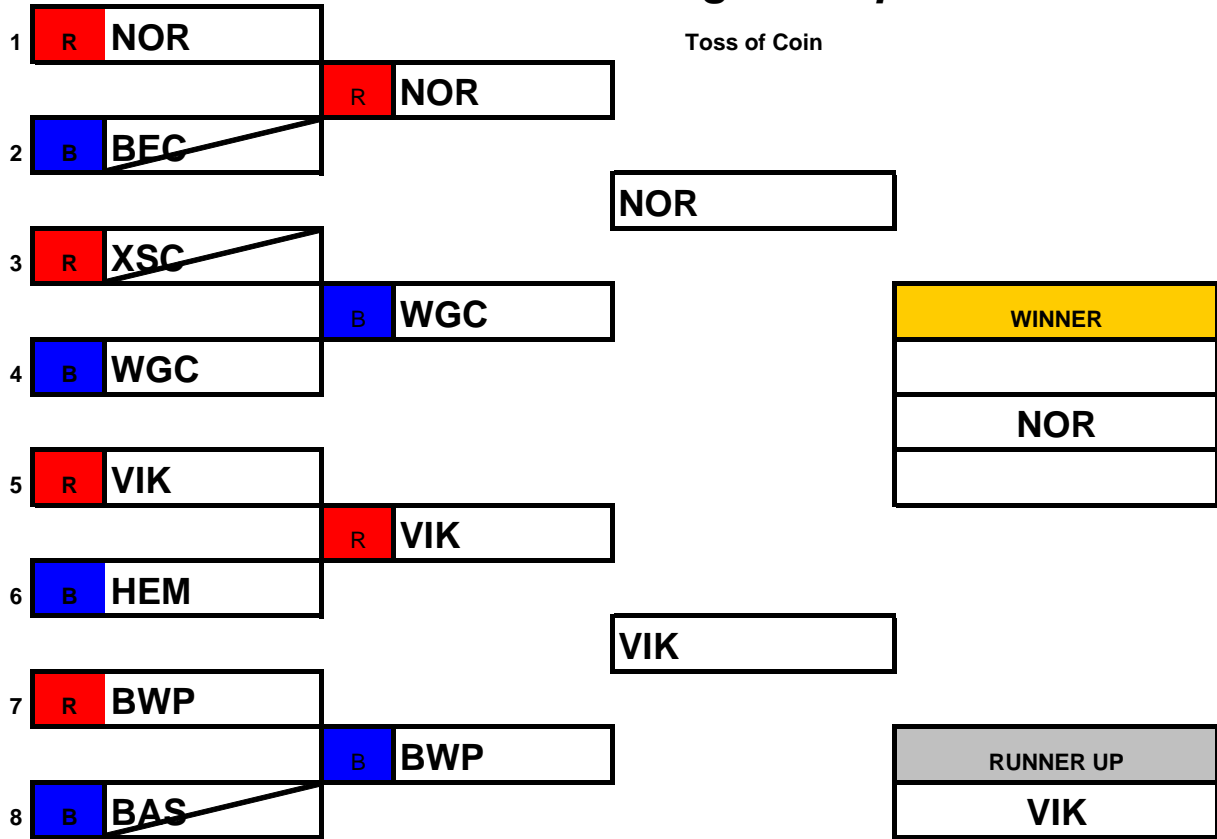 1 R NOR
Toss of Coin
R NOR
2 B BEC
NOR
3 R XSC
B WGC
WINNER
4 B WGC
NOR
5 R VIK
R VIK
6 B HEM
VIK
7 R BWP
B BWP
RUNNER UP
8 B BAS
VIK